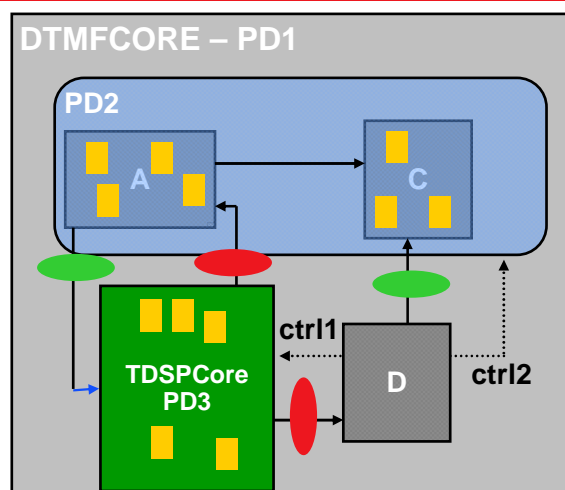 DTMFCORE – PD1
PD2
A
C
ctrl1
TDSPCore
PD3
D
ctrl2